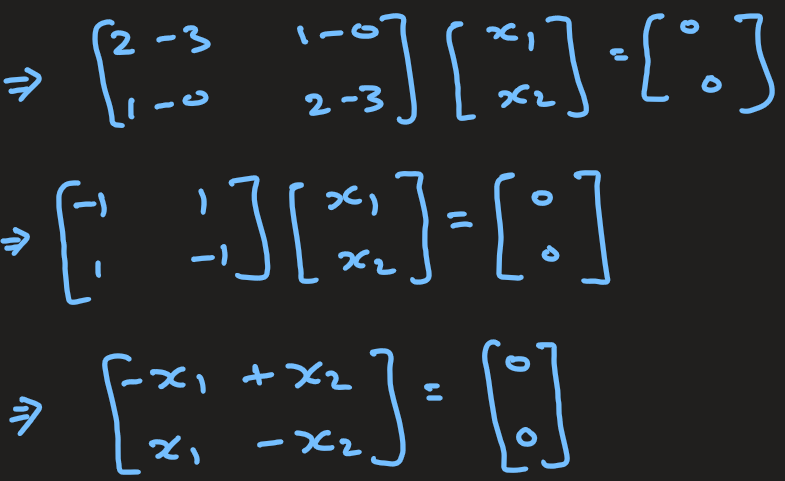 ⇒ [2 - 3 1 - 0] [x₁] = [0]
[1 - 0 2 - 3] [x₂] [0]
⇒ [-1 1] [x₁] = [0]
[1 -1] [x₂] [0]
⇒ [-x₁ + x₂] = [0]
[x₁ - x₂] [0]